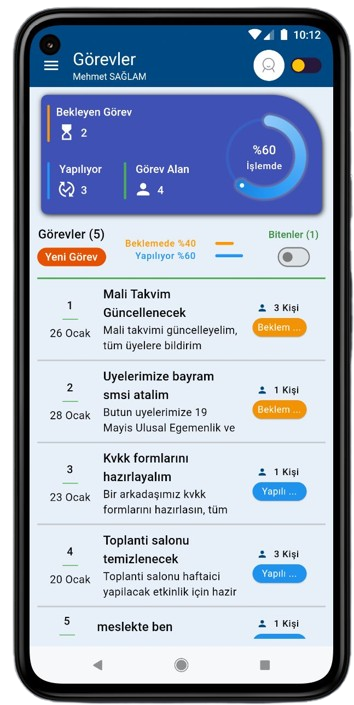 10:12
Görevler
Mehmet SAĞLAM
Bekleyen Görev
2
Yapılıyor
3
Görev Alan
4
%60
İşlemde
Görevler (5)
Yeni Görev
Beklemede %40
Yapılıyor %60
Bitenler (1)
1
26 Ocak
Mali Takvim
Güncellenecek
Mali takvimi güncelleyelim,
tüm üyelere bildirim
3 Kişi
Beklem ...
2
28 Ocak
Uyelerimize bayram
smsi atalim
Butun uyelerimize 19
Mayis Ulusal Egemenlik ve
1 Kişi
Beklem ...
3
23 Ocak
Kvkk formlarını
hazırlayalım
Bir arkadaşımız kvkk
formlarını hazırlasın, tüm
1 Kişi
Yapılı ...
4
20 Ocak
Toplanti salonu
temizlenecek
Toplanti salonu haftaici
yapilacak etkinlik için hazir
3 Kişi
Yapılı ...
5
meslekte ben
1 Kişi